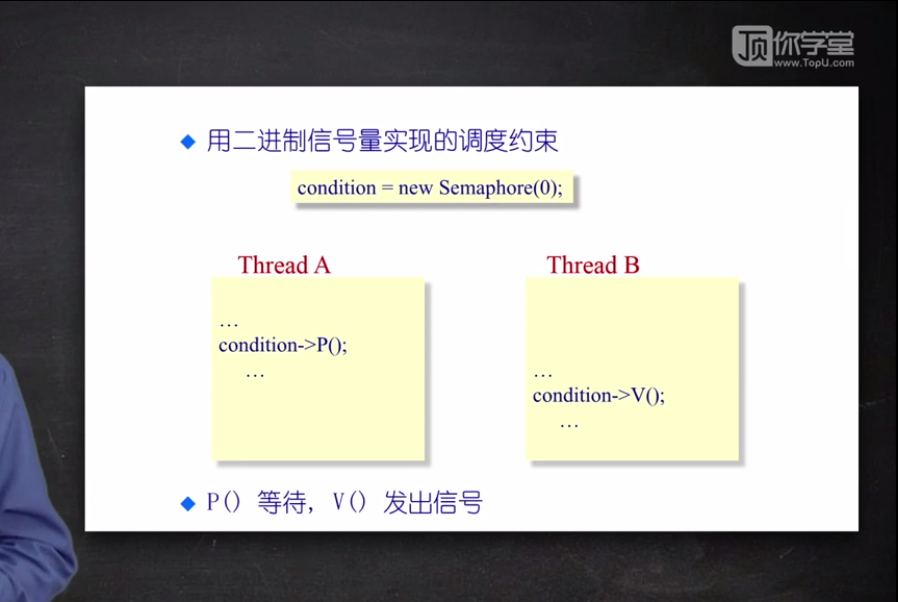 顶你学堂
www.TopU.com
◆ 用二进制信号量实现的调度约束
condition = new Semaphore(0);
Thread A
…
condition->P();
…
Thread B
…
condition->V();
…
◆ P() 等待, V() 发出信号